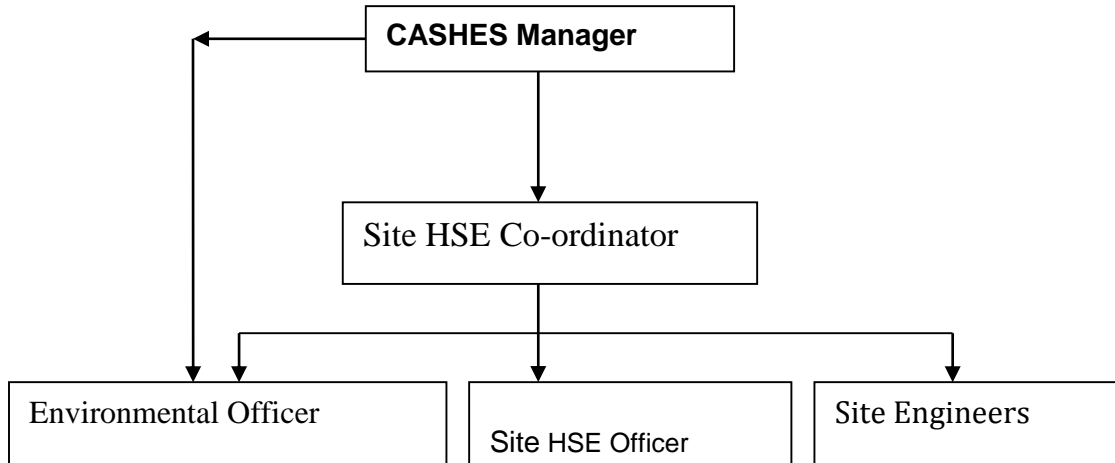 CASHES Manager
Site HSE Co-ordinator
Environmental Officer
Site HSE Officer
Site Engineers